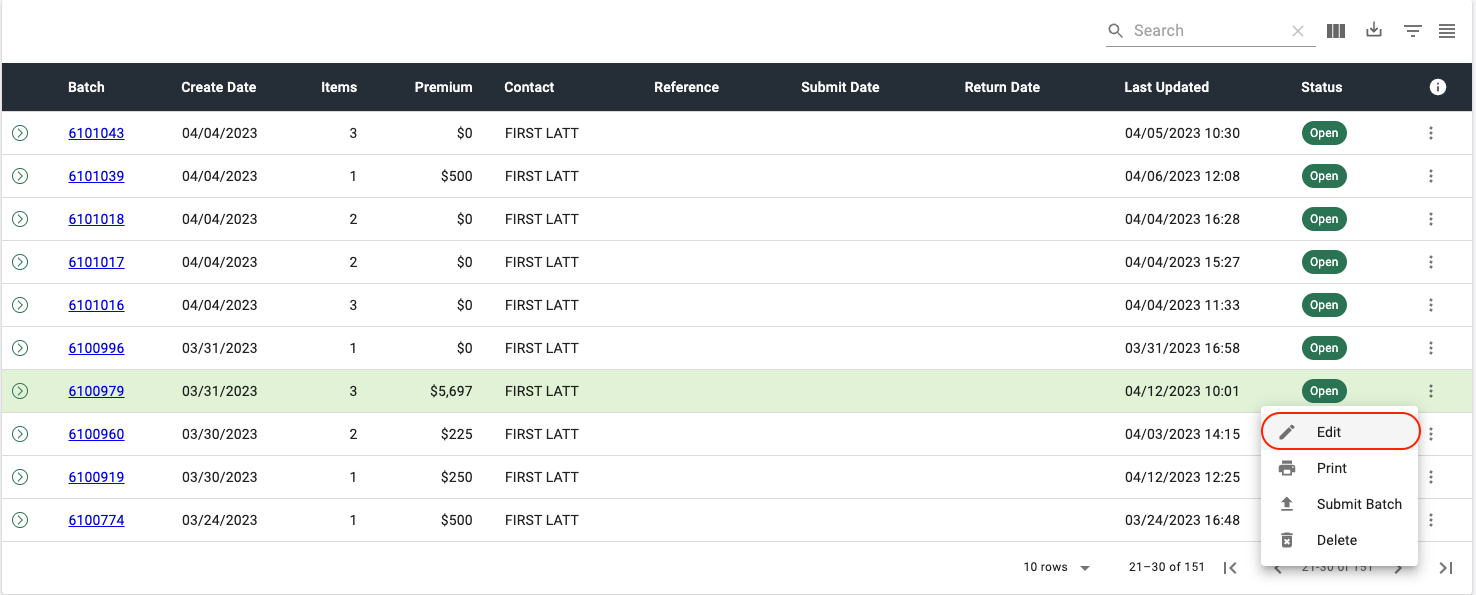 Search
Batch Create Date Items Premium Contact Reference Submit Date Return Date Last Updated Status
6101043 04/04/2023 3 $0 FIRST LATT 04/05/2023 10:30 Open
6101039 04/04/2023 1 $500 FIRST LATT 04/06/2023 12:08 Open
6101018 04/04/2023 2 $0 FIRST LATT 04/04/2023 16:28 Open
6101017 04/04/2023 2 $0 FIRST LATT 04/04/2023 15:27 Open
6101016 04/04/2023 3 $0 FIRST LATT 04/04/2023 11:33 Open
6100996 03/31/2023 1 $0 FIRST LATT 03/31/2023 16:58 Open
6100979 03/31/2023 3 $5,697 FIRST LATT 04/12/2023 10:01 Open
6100960 03/30/2023 2 $225 FIRST LATT 04/03/2023 14:15
Edit
6100919 03/30/2023 1 $250 FIRST LATT 04/12/2023 12:25
Print
6100774 03/24/2023 1 $500 FIRST LATT 03/24/2023 16:48
Submit Batch
Delete
10 rows 21–30 of 151 21-30 of 151